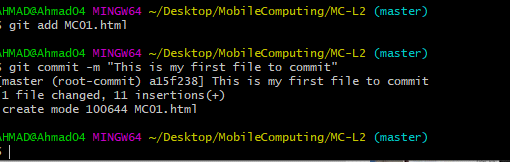 AHMAD@Ahmad04 MINGW64 ~/Desktop/MobileComputing/MC-L2 (master)
$ git add MC01.html
AHMAD@Ahmad04 MINGW64 ~/Desktop/MobileComputing/MC-L2 (master)
$ git commit -m "This is my first file to commit"
[master (root-commit) a15f238] This is my first file to commit
1 file changed, 11 insertions(+)
create mode 100644 MC01.html
AHMAD@Ahmad04 MINGW64 ~/Desktop/MobileComputing/MC-L2 (master)
$